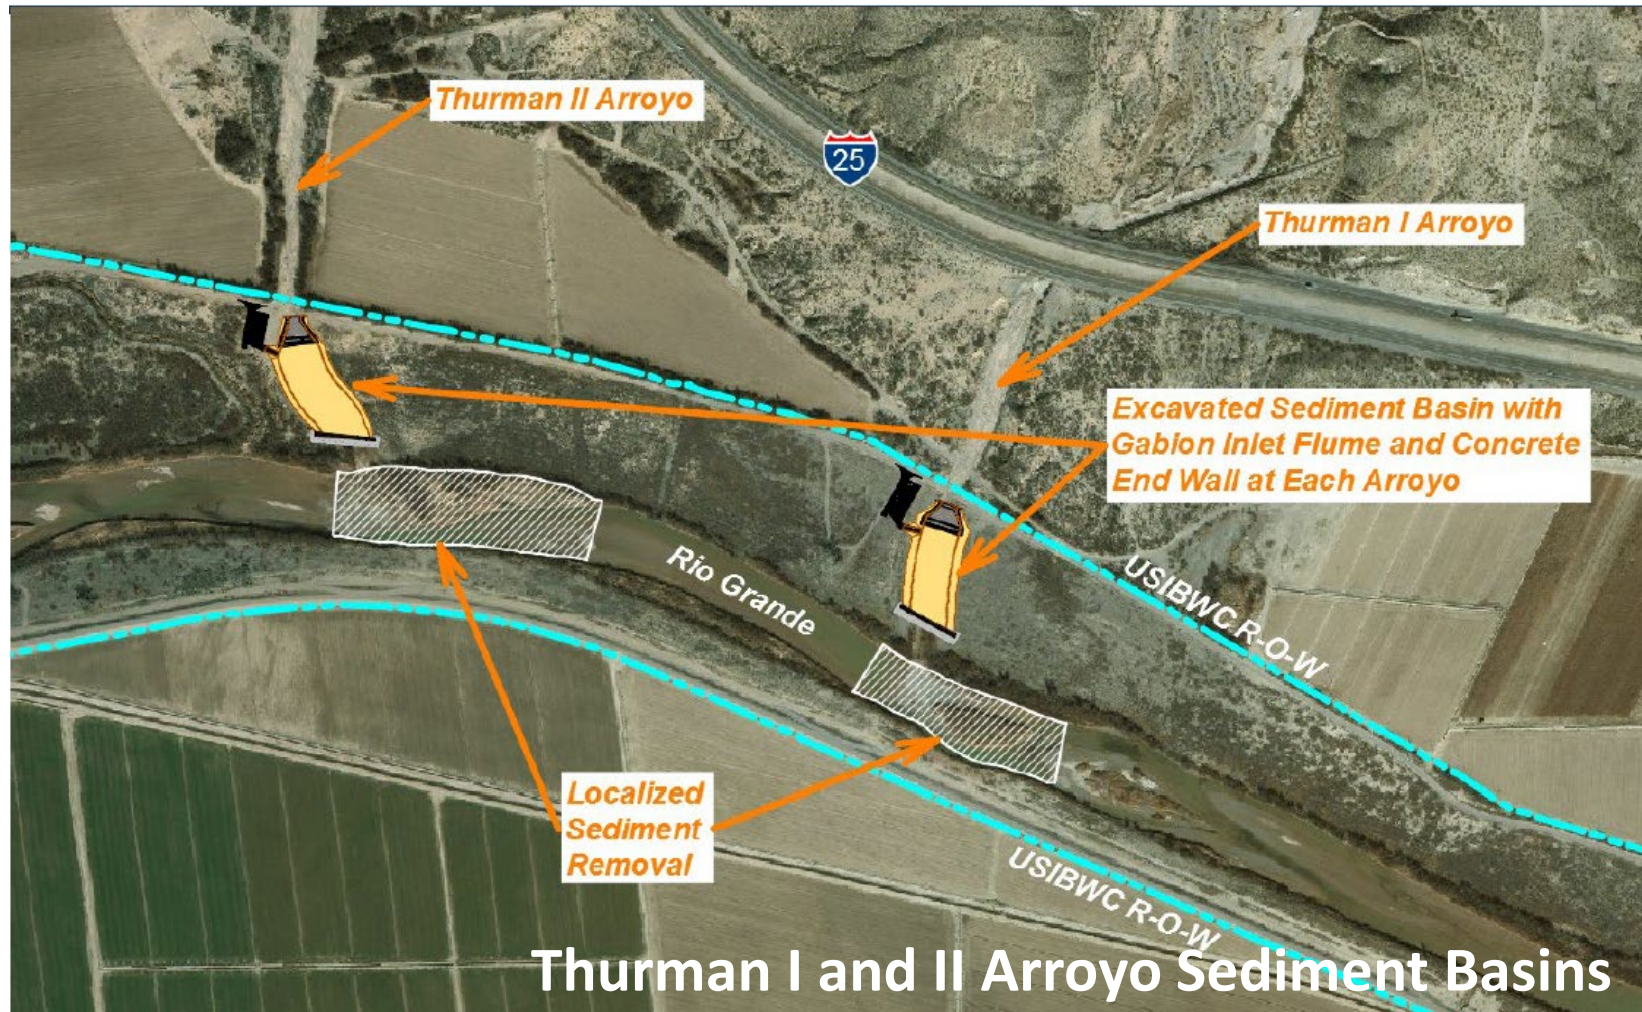 Thurman II Arroyo
25
Thurman I Arroyo
Excavated Sediment Basin with
Gabion Inlet Flume and Concrete
End Wall at Each Arroyo
Rio Grande
USIBWC R-O-W
Localized
Sediment
Removal
USIBWC R-O-W
Thurman I and II Arroyo Sediment Basins